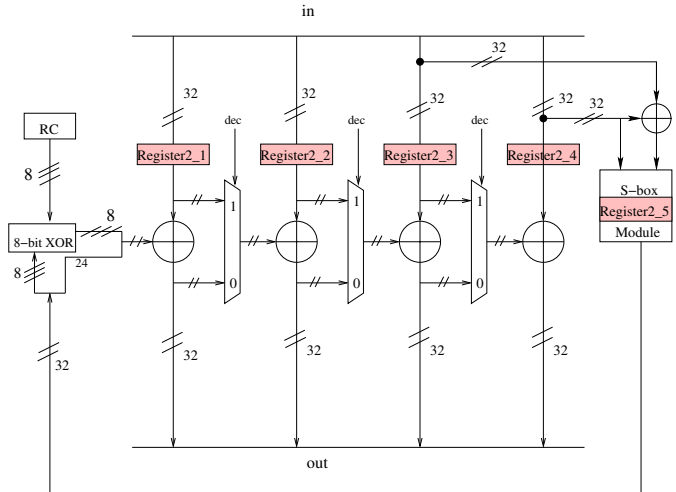 in
32
32
32
32
32
32
RC
dec
dec
dec
Register2_1
Register2_2
Register2_3
Register2_4
8
S-box
Register2_5
Module
1
1
1
8
8-bit XOR
24
8
0
0
0
32
32
32
32
32
out